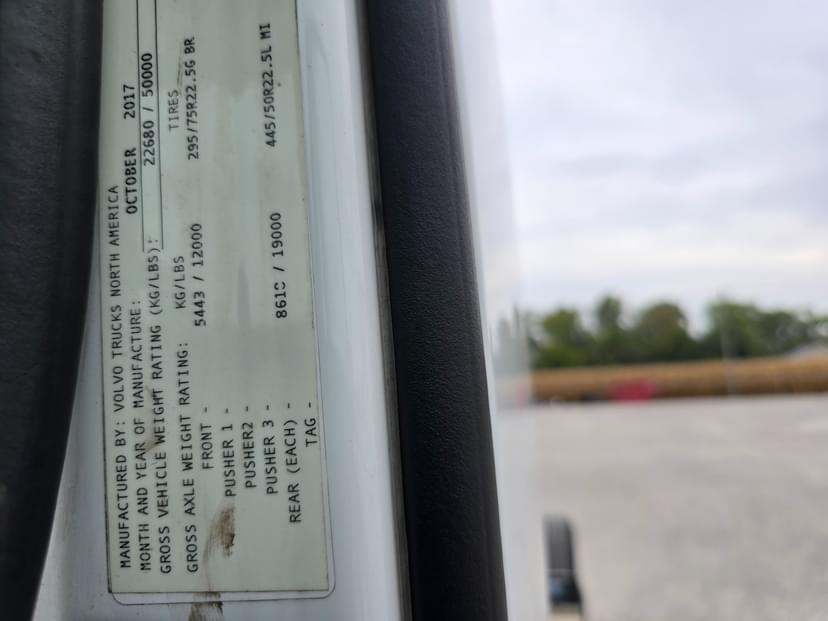 MANUFACTURED BY: VOLVO TRUCKS NORTH AMERICA
MONTH AND YEAR OF MANUFACTURE: OCTOBER 2017
GROSS VEHICLE WEIGHT RATING (KG/LBS): 22680 / 50000
GROSS AXLE WEIGHT RATING: KG/LBS TIRES
FRONT - 5443 / 12000 295/75R22.5G BR
PUSHER 1 -
PUSHER2 -
PUSHER 3 -
REAR (EACH) - 8618 / 19000 445/50R22.5L MI
TAG -